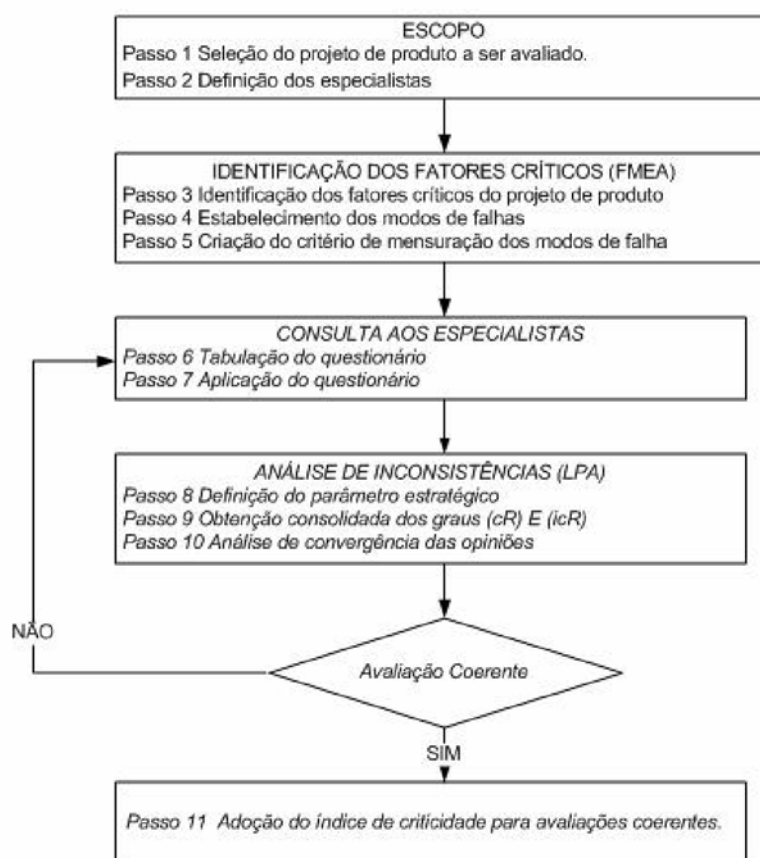 ESCOPO
Passo 1 Seleção do projeto de produto a ser avaliado.
Passo 2 Definição dos especialistas
IDENTIFICAÇÃO DOS FATORES CRÍTICOS (FMEA)
Passo 3 Identificação dos fatores críticos do projeto de produto
Passo 4 Estabelecimento dos modos de falhas
Passo 5 Criação do critério de mensuração dos modos de falha
CONSULTA AOS ESPECIALISTAS
Passo 6 Tabulação do questionário
Passo 7 Aplicação do questionário
ANÁLISE DE INCONSISTÊNCIAS (LPA)
Passo 8 Definição do parâmetro estratégico
Passo 9 Obtenção consolidada dos graus (cR) E (icR)
Passo 10 Análise de convergência das opiniões
NÃO
Avaliação Coerente
SIM
Passo 11 Adoção do índice de criticidade para avaliações coerentes.